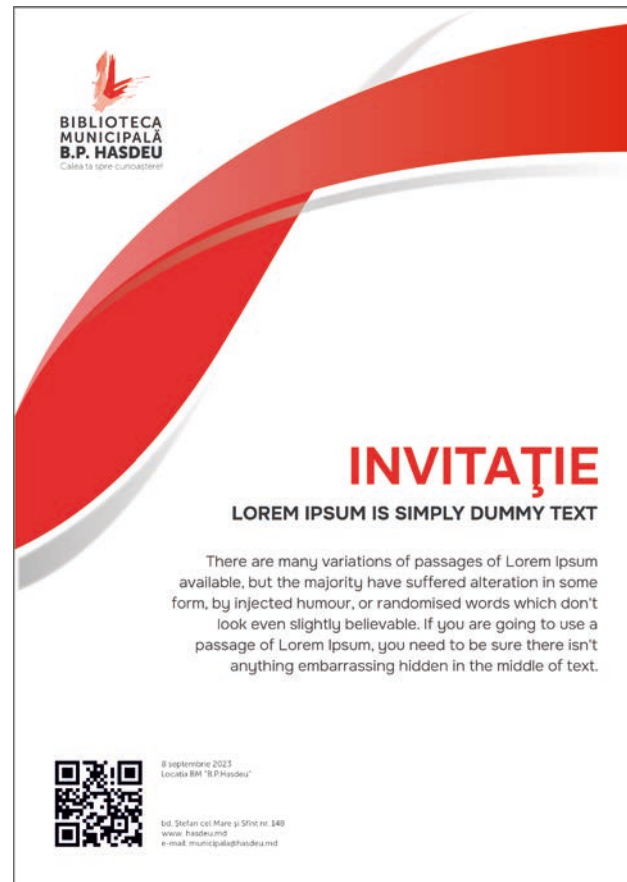 BIBLIOTECA
MUNICIPALĂ
B.P. HASDEU
Calea ta spre cunoaștere!
INVITAŢIE
LOREM IPSUM IS SIMPLY DUMMY TEXT
There are many variations of passages of Lorem Ipsum
available, but the majority have suffered alteration in some
form, by injected humour, or randomised words which don't
look even slightly believable. If you are going to use a
passage of Lorem Ipsum, you need to be sure there isn't
anything embarrassing hidden in the middle of text.
8 septembrie 2023
Locatia BM "B.P.Hasdeu"
bd. Ștefan cel Mare și Sfînt nr. 148
www. hasdeu.md
e-mail: municipala@hasdeu.md